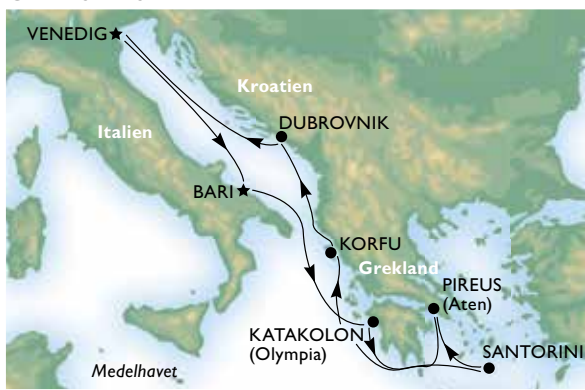 VENEDIG
Kroatien
DUBROVNIK
Italien
BARI
KORFU
Grekland
PIREUS
(Aten)
KATAKOLON
(Olympia)
SANTORINI
Medelhavet